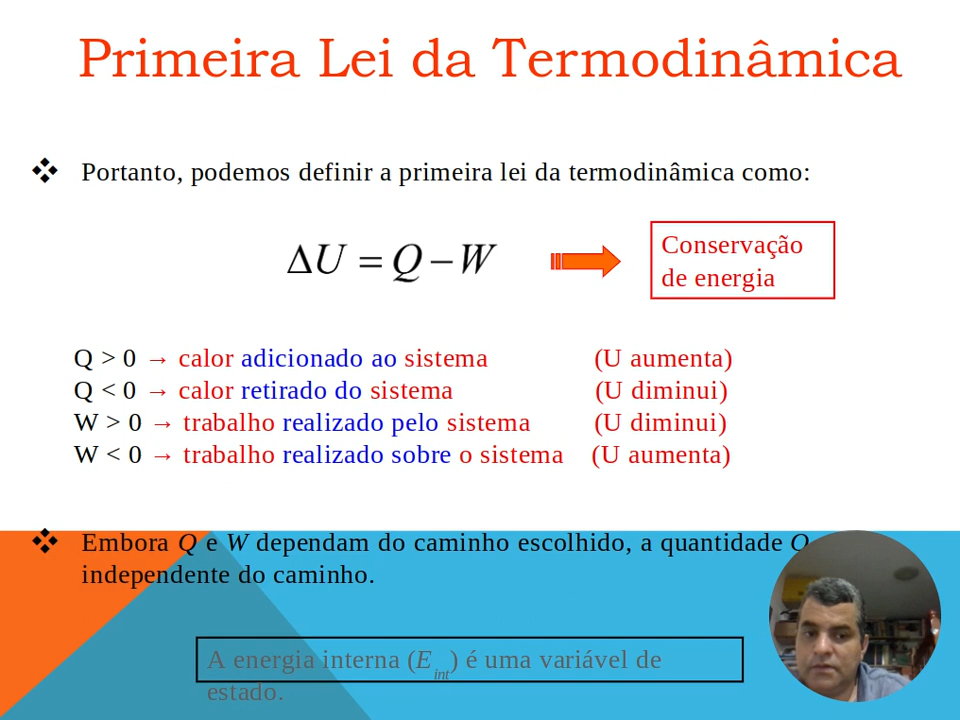 Primeira Lei da Termodinâmica
Portanto, podemos definir a primeira lei da termodinâmica como:
ΔU = Q − W
Conservação
de energia
Q > 0 → calor adicionado ao sistema (U aumenta)
Q < 0 → calor retirado do sistema (U diminui)
W > 0 → trabalho realizado pelo sistema (U diminui)
W < 0 → trabalho realizado sobre o sistema (U aumenta)
Embora Q e W dependam do caminho escolhido, a quantidade
independente do caminho.
A energia interna (E int) é uma variável de
estado.